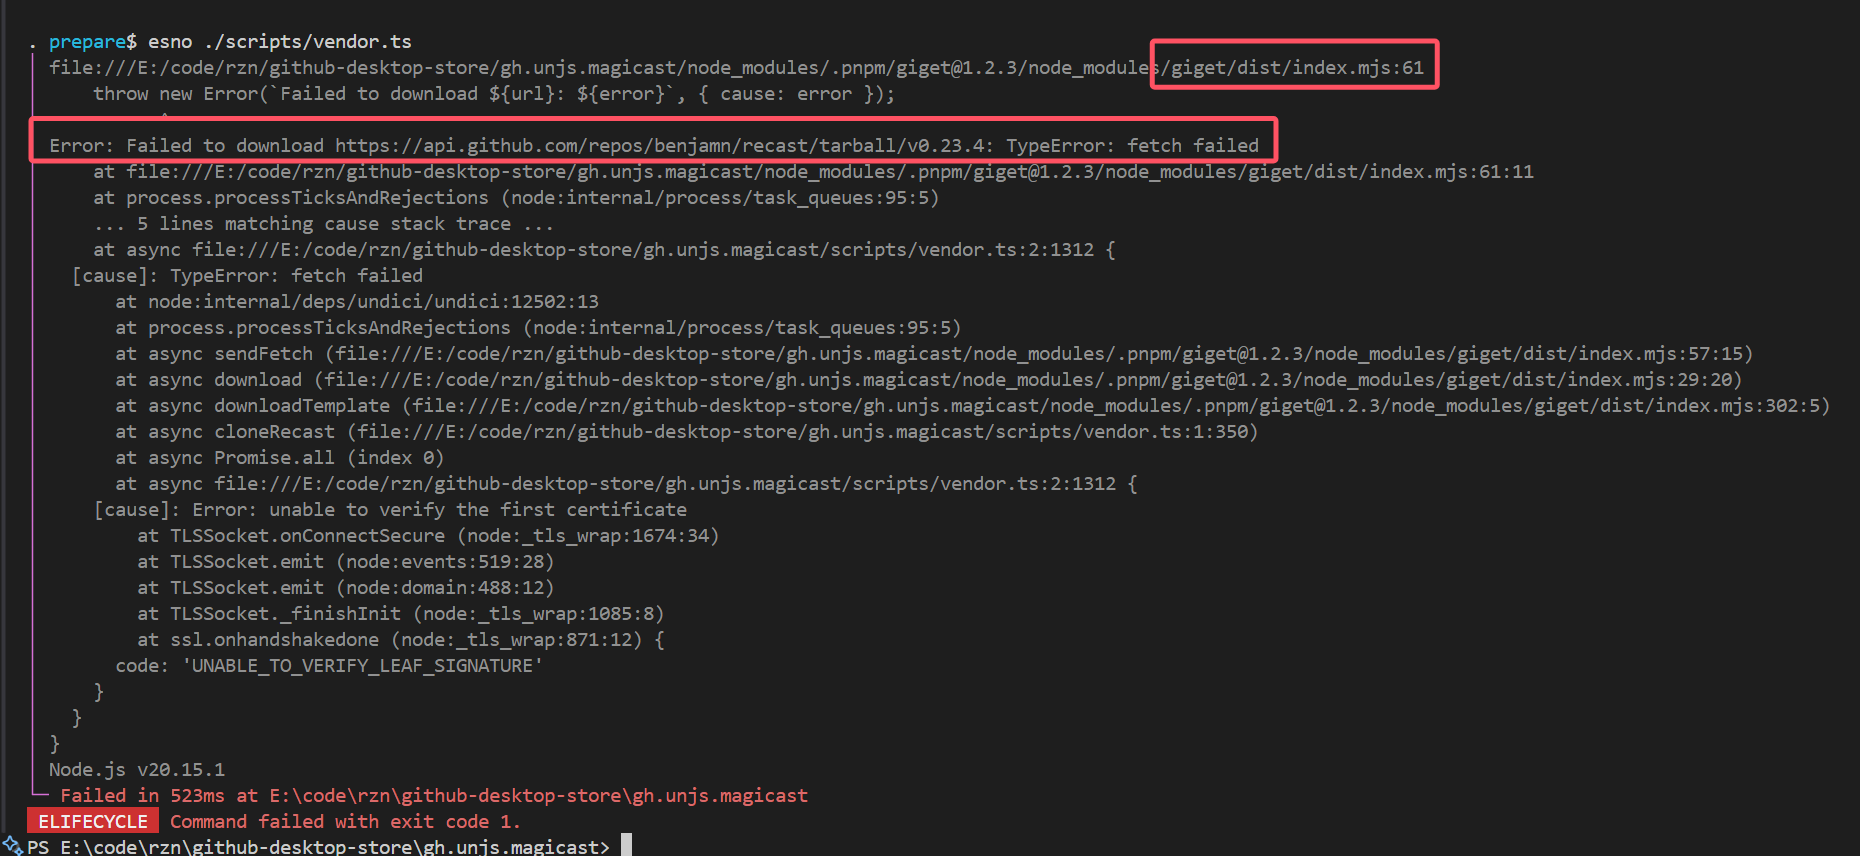 . prepare$ esno ./scripts/vendor.ts
file:///E:/code/rzn/github-desktop-store/gh.unjs.magicast/node_modules/.pnpm/giget@1.2.3/node_modules/giget/dist/index.mjs:61
throw new Error(`Failed to download ${url}: ${error}`, { cause: error });
^
Error: Failed to download https://api.github.com/repos/benjamn/recast/tarball/v0.23.4: TypeError: fetch failed
at file:///E:/code/rzn/github-desktop-store/gh.unjs.magicast/node_modules/.pnpm/giget@1.2.3/node_modules/giget/dist/index.mjs:61:11
at process.processTicksAndRejections (node:internal/process/task_queues:95:5)
... 5 lines matching cause stack trace ...
at async file:///E:/code/rzn/github-desktop-store/gh.unjs.magicast/scripts/vendor.ts:2:1312 {
[cause]: TypeError: fetch failed
at node:internal/deps/undici/undici:12502:13
at process.processTicksAndRejections (node:internal/process/task_queues:95:5)
at async sendFetch (file:///E:/code/rzn/github-desktop-store/gh.unjs.magicast/node_modules/.pnpm/giget@1.2.3/node_modules/giget/dist/index.mjs:57:15)
at async download (file:///E:/code/rzn/github-desktop-store/gh.unjs.magicast/node_modules/.pnpm/giget@1.2.3/node_modules/giget/dist/index.mjs:29:20)
at async downloadTemplate (file:///E:/code/rzn/github-desktop-store/gh.unjs.magicast/node_modules/.pnpm/giget@1.2.3/node_modules/giget/dist/index.mjs:302:5)
at async cloneRecast (file:///E:/code/rzn/github-desktop-store/gh.unjs.magicast/scripts/vendor.ts:1:350)
at async Promise.all (index 0)
at async file:///E:/code/rzn/github-desktop-store/gh.unjs.magicast/scripts/vendor.ts:2:1312 {
[cause]: Error: unable to verify the first certificate
at TLSSocket.onConnectSecure (node:_tls_wrap:1674:34)
at TLSSocket.emit (node:events:519:28)
at TLSSocket.emit (node:domain:488:12)
at TLSSocket._finishInit (node:_tls_wrap:1085:8)
at ssl.onhandshakedone (node:_tls_wrap:871:12) {
code: 'UNABLE_TO_VERIFY_LEAF_SIGNATURE'
}
}
}
Node.js v20.15.1
Failed in 523ms at E:\code\rzn\github-desktop-store\gh.unjs.magicast
ELIFECYCLE Command failed with exit code 1.
PS E:\code\rzn\github-desktop-store\gh.unjs.magicast>